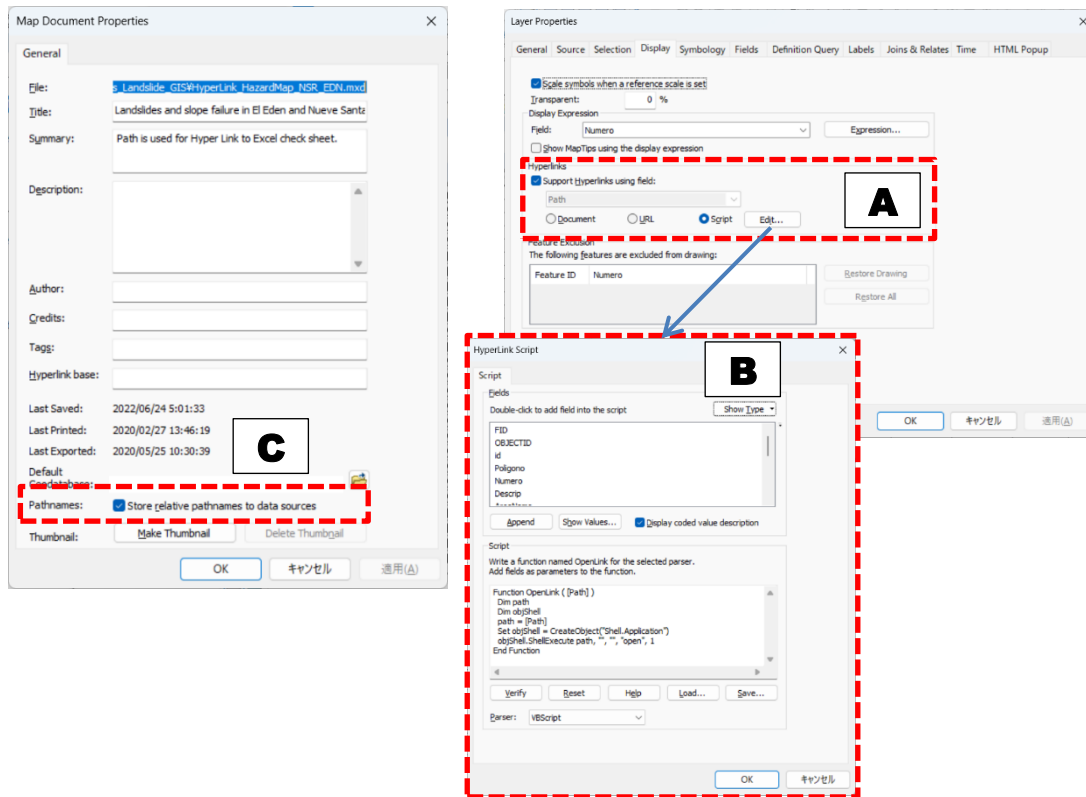 Map Document Properties
General
File:
s_Landslide_GIS¥HyperLink_HazardMap_NSR_EDN.mxd
Title:
Landslides and slope failure in El Eden and Nueve Santa
Summary:
Path is used for Hyper Link to Excel check sheet.
Description:
Author:
Credits:
Tags:
Hyperlink base:
Last Saved: 2022/06/24 5:01:33
Last Printed: 2020/02/27 13:46:19
Last Exported: 2020/05/25 10:30:39
Default
Geodatabase:
C
Pathnames: Store relative pathnames to data sources
Thumbnail: Make Thumbnail Delete Thumbnail
OK キャンセル 適用(A)
Layer Properties
General Source Selection Display Symbology Fields Definition Query Labels Joins & Relates Time HTML Popup
Scale symbols when a reference scale is set
Transparent: 0 %
Display Expression
Field: Numero Expression...
Show MapTips using the display expression
Hyperlinks
Support Hyperlinks using field:
Path
Document URL Script Edit...
A
Feature Exclusion
The following features are excluded from drawing:
Feature ID Numero
Restore Drawing
Restore All
OK キャンセル 適用(A)
HyperLink Script
B
Script
Fields
Double-click to add field into the script Show Type
FID
OBJECTID
id
Poligono
Numero
Descrip
Append Show Values... Display coded value description
Script
Write a function named OpenLink for the selected parser.
Add fields as parameters to the function.
Function OpenLink ( [Path] )
Dim path
Dim objShell
path = [Path]
Set objShell = CreateObject("Shell.Application")
objShell.ShellExecute path, "", "", "open", 1
End Function
Verify Reset Help Load... Save...
Parser: VBScript
OK キャンセル